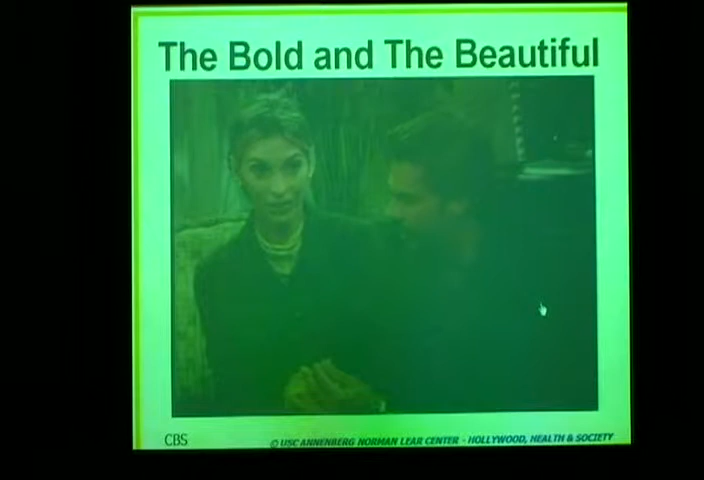 The Bold and The Beautiful
CBS
© USC ANNENBERG NORMAN LEAR CENTER - HOLLYWOOD, HEALTH & SOCIETY